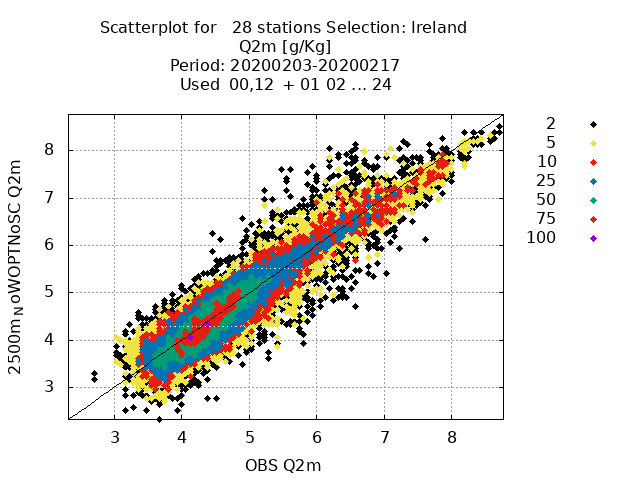 Scatterplot for   28 stations Selection: Ireland
Q2m [g/Kg]
Period: 20200203-20200217
Used  00,12  + 01 02 ... 24
2500m NoWOPTNoSC Q2m
8
7
6
5
4
3
3 4 5 6 7 8
OBS Q2m
2
5
10
25
50
75
100